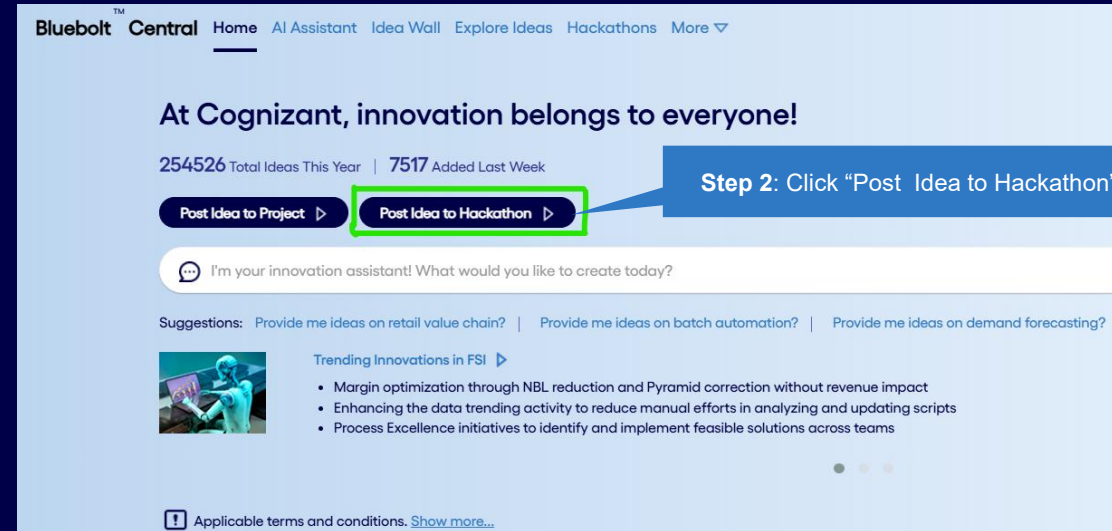 Bluebolt™ Central Home AI Assistant Idea Wall Explore Ideas Hackathons More
At Cognizant, innovation belongs to everyone!
254526 Total Ideas This Year | 7517 Added Last Week
Step 2: Click “Post Idea to Hackathon”
Post Idea to Project Post Idea to Hackathon
I'm your innovation assistant! What would you like to create today?
Suggestions: Provide me ideas on retail value chain? | Provide me ideas on batch automation? | Provide me ideas on demand forecasting?
Trending Innovations in FSI
• Margin optimization through NBL reduction and Pyramid correction without revenue impact
• Enhancing the data trending activity to reduce manual efforts in analyzing and updating scripts
• Process Excellence initiatives to identify and implement feasible solutions across teams
Applicable terms and conditions. Show more...